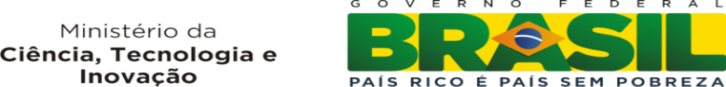 Ministério da
Ciência, Tecnologia e
Inovação
GOVERNO FEDERAL
BRASIL
PAÍS RICO É PAÍS SEM POBREZA